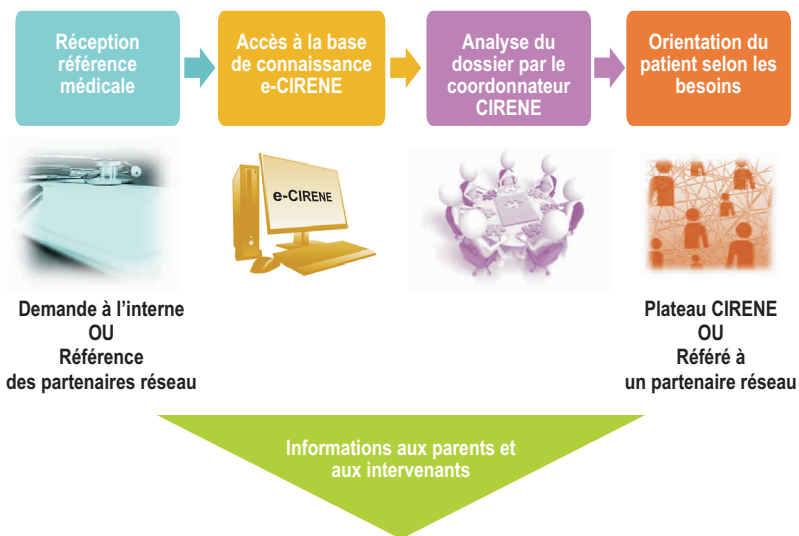 Réception
référence
médicale
Accès à la base
de connaissance
e-CIRENE
Analyse du
dossier par le
coordonnateur
CIRENE
Orientation du
patient selon les
besoins
e-CIRENE
Demande à l’interne
OU
Référence
des partenaires réseau
Plateau CIRENE
OU
Référé à
un partenaire réseau
Informations aux parents et
aux intervenants